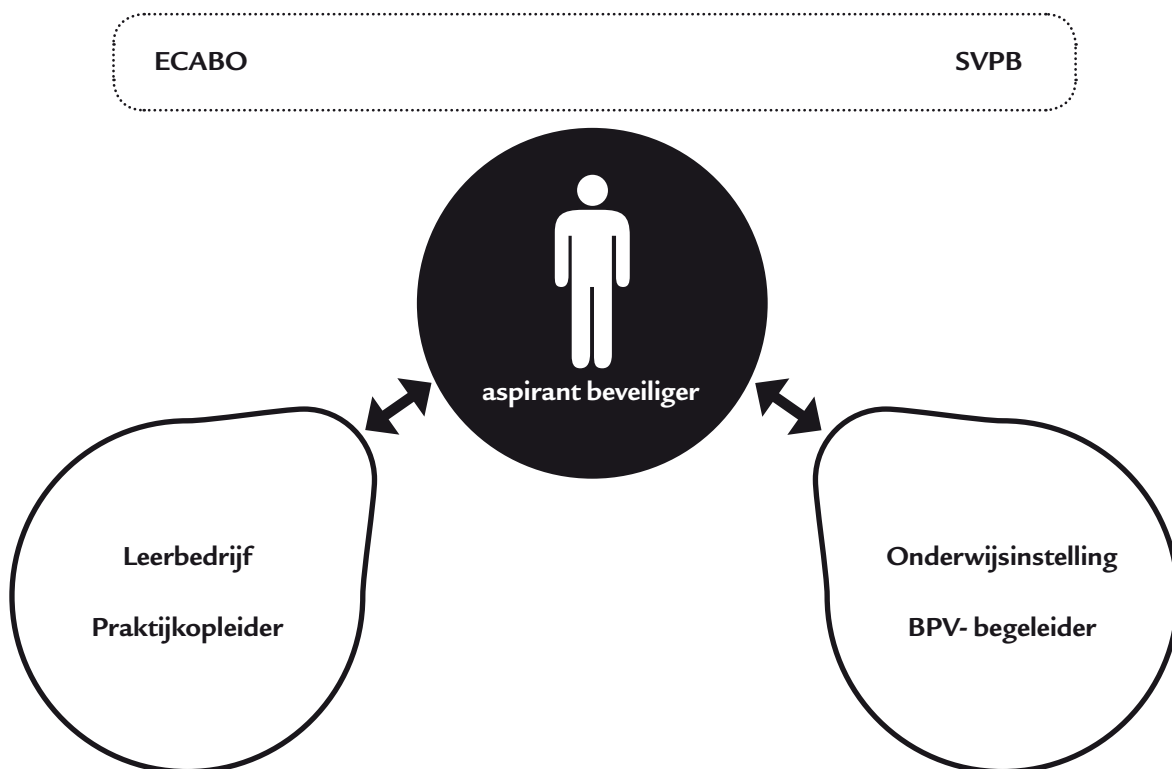 ECABO
SVPB
aspirant beveiliger
Leerbedrijf
Praktijkopleider
Onderwijsinstelling
BPV- begeleider